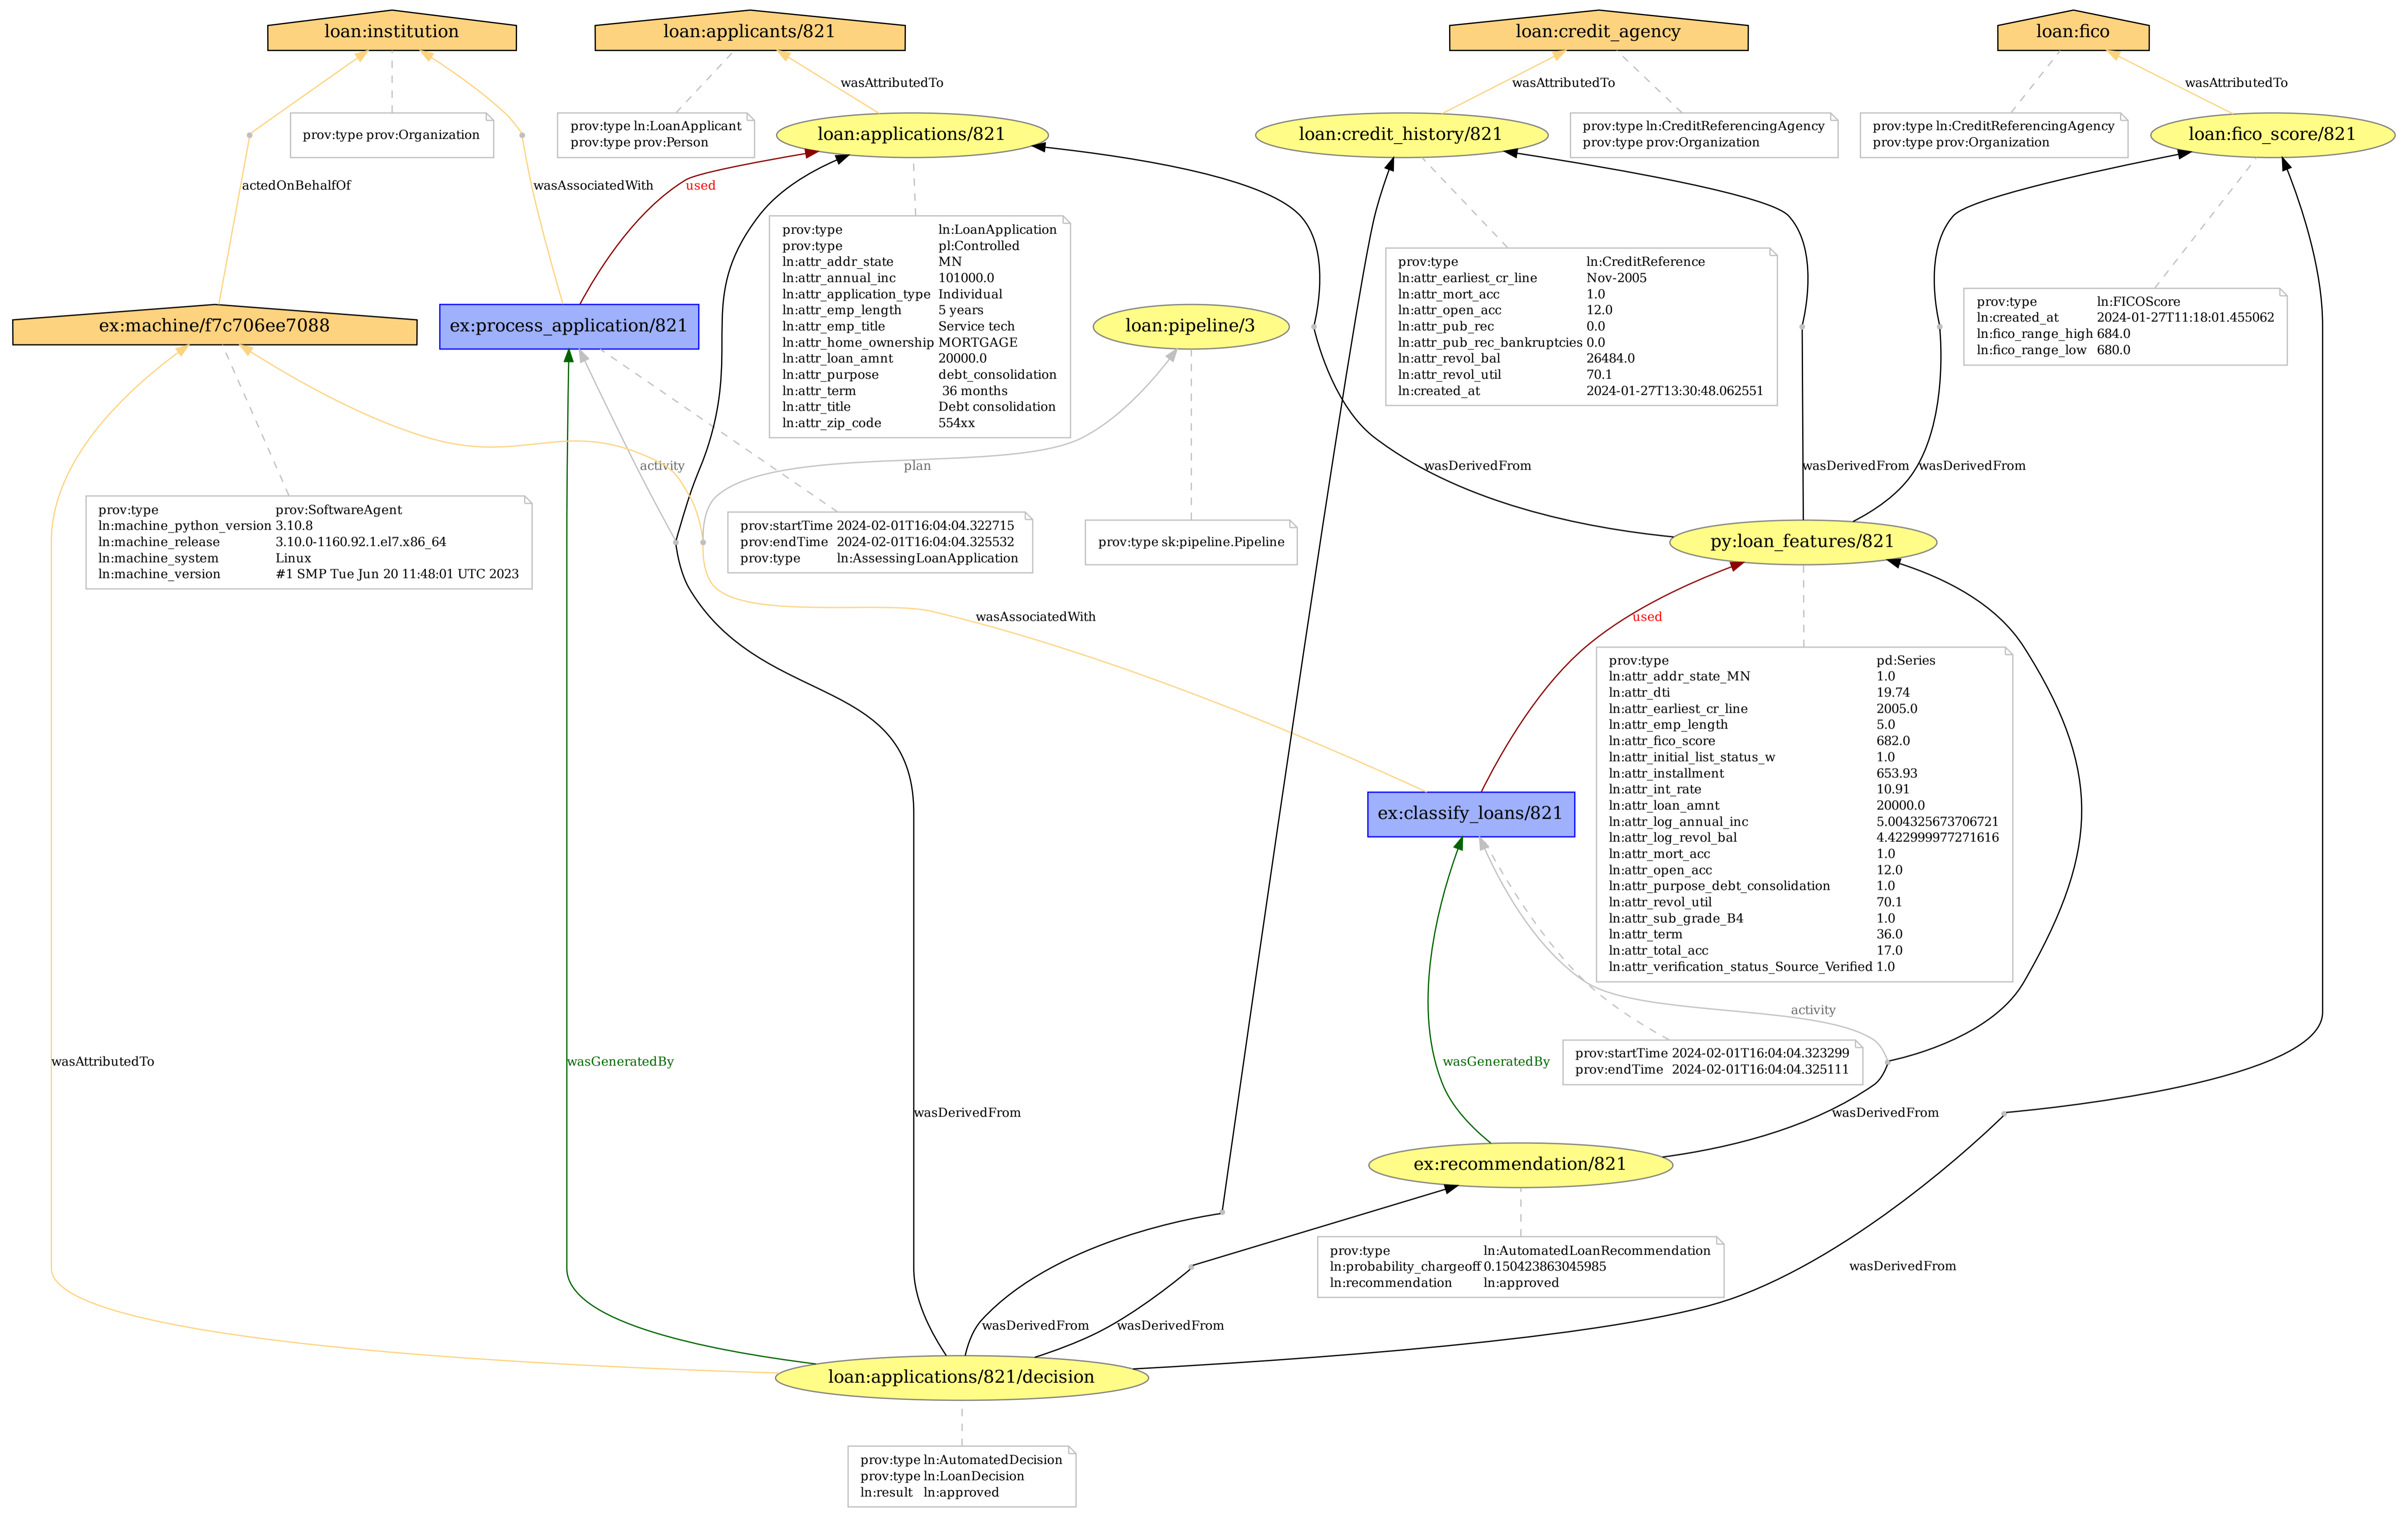 loan:institution
loan:applicants/821
loan:credit_agency
loan:fico
wasAttributedTo
wasAttributedTo
wasAttributedTo
prov:type prov:Organization
prov:type ln:LoanApplicant
prov:type prov:Person
loan:applications/821
loan:credit_history/821
prov:type ln:CreditReferencingAgency
prov:type prov:Organization
prov:type ln:CreditReferencingAgency
prov:type prov:Organization
loan:fico_score/821
actedOnBehalfOf
wasAssociatedWith
used
prov:type ln:LoanApplication
prov:type pl:Controlled
ln:attr_addr_state MN
ln:attr_annual_inc 101000.0
ln:attr_application_type Individual
ln:attr_emp_length 5 years
ln:attr_emp_title Service tech
ln:attr_home_ownership MORTGAGE
ln:attr_loan_amnt 20000.0
ln:attr_purpose debt_consolidation
ln:attr_term 36 months
ln:attr_title Debt consolidation
ln:attr_zip_code 554xx
prov:type ln:CreditReference
ln:attr_earliest_cr_line Nov-2005
ln:attr_mort_acc 1.0
ln:attr_open_acc 12.0
ln:attr_pub_rec 0.0
ln:attr_pub_rec_bankruptcies 0.0
ln:attr_revol_bal 26484.0
ln:attr_revol_util 70.1
ln:created_at 2024-01-27T13:30:48.062551
prov:type ln:FICOScore
ln:created_at 2024-01-27T11:18:01.455062
ln:fico_range_high 684.0
ln:fico_range_low 680.0
ex:machine/f7c706ee7088
ex:process_application/821
loan:pipeline/3
activity
plan
wasDerivedFrom
wasDerivedFrom
wasDerivedFrom
prov:type prov:SoftwareAgent
ln:machine_python_version 3.10.8
ln:machine_release 3.10.0-1160.92.1.el7.x86_64
ln:machine_system Linux
ln:machine_version #1 SMP Tue Jun 20 11:48:01 UTC 2023
prov:startTime 2024-02-01T16:04:04.322715
prov:endTime 2024-02-01T16:04:04.325532
prov:type ln:AssessingLoanApplication
prov:type sk:pipeline.Pipeline
py:loan_features/821
wasAssociatedWith
used
prov:type pd:Series
ln:attr_addr_state_MN 1.0
ln:attr_dti 19.74
ln:attr_earliest_cr_line 2005.0
ln:attr_emp_length 5.0
ln:attr_fico_score 682.0
ln:attr_initial_list_status_w 1.0
ln:attr_installment 653.93
ln:attr_int_rate 10.91
ln:attr_loan_amnt 20000.0
ln:attr_log_annual_inc 5.004325673706721
ln:attr_log_revol_bal 4.422999977271616
ln:attr_mort_acc 1.0
ln:attr_open_acc 12.0
ln:attr_purpose_debt_consolidation 1.0
ln:attr_revol_util 70.1
ln:attr_sub_grade_B4 1.0
ln:attr_term 36.0
ln:attr_total_acc 17.0
ln:attr_verification_status_Source_Verified 1.0
ex:classify_loans/821
activity
wasAttributedTo
wasGeneratedBy
wasGeneratedBy
prov:startTime 2024-02-01T16:04:04.323299
prov:endTime 2024-02-01T16:04:04.325111
wasDerivedFrom
wasDerivedFrom
ex:recommendation/821
prov:type ln:AutomatedLoanRecommendation
ln:probability_chargeoff 0.150423863045985
ln:recommendation ln:approved
wasDerivedFrom
wasDerivedFrom
wasDerivedFrom
loan:applications/821/decision
prov:type ln:AutomatedDecision
prov:type ln:LoanDecision
ln:result ln:approved